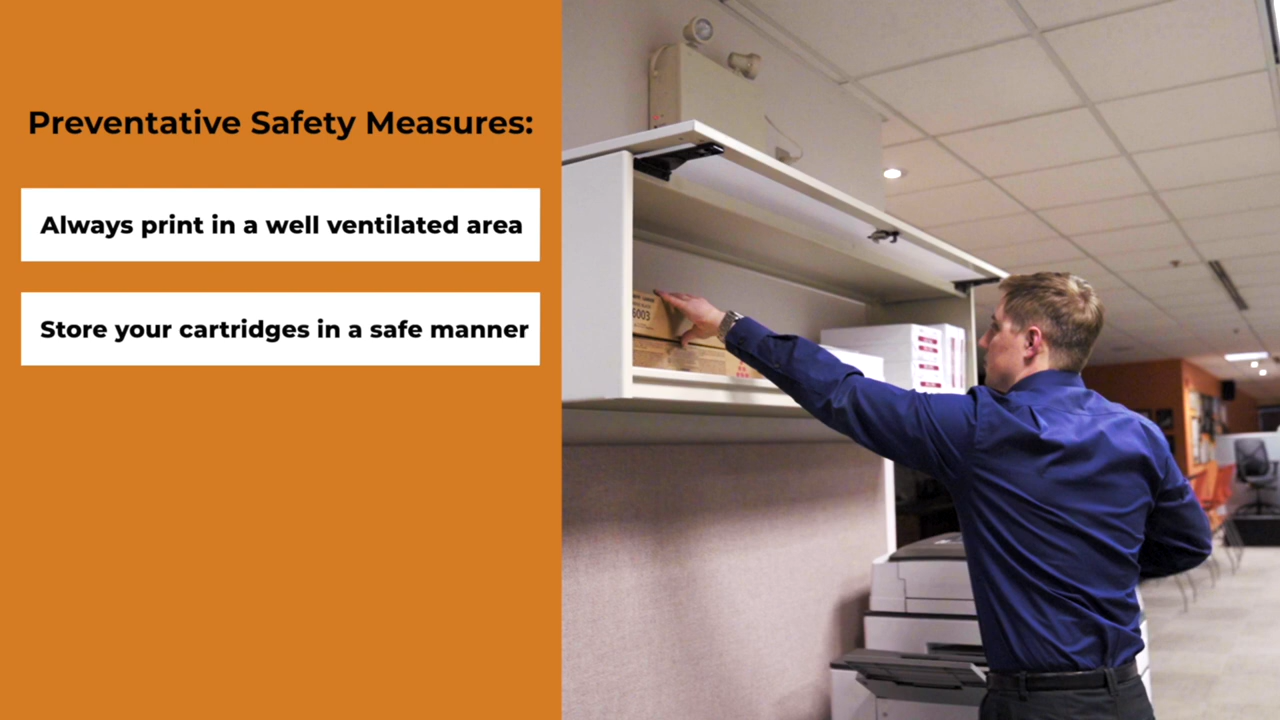 Preventative Safety Measures:
Always print in a well ventilated area
Store your cartridges in a safe manner
6003